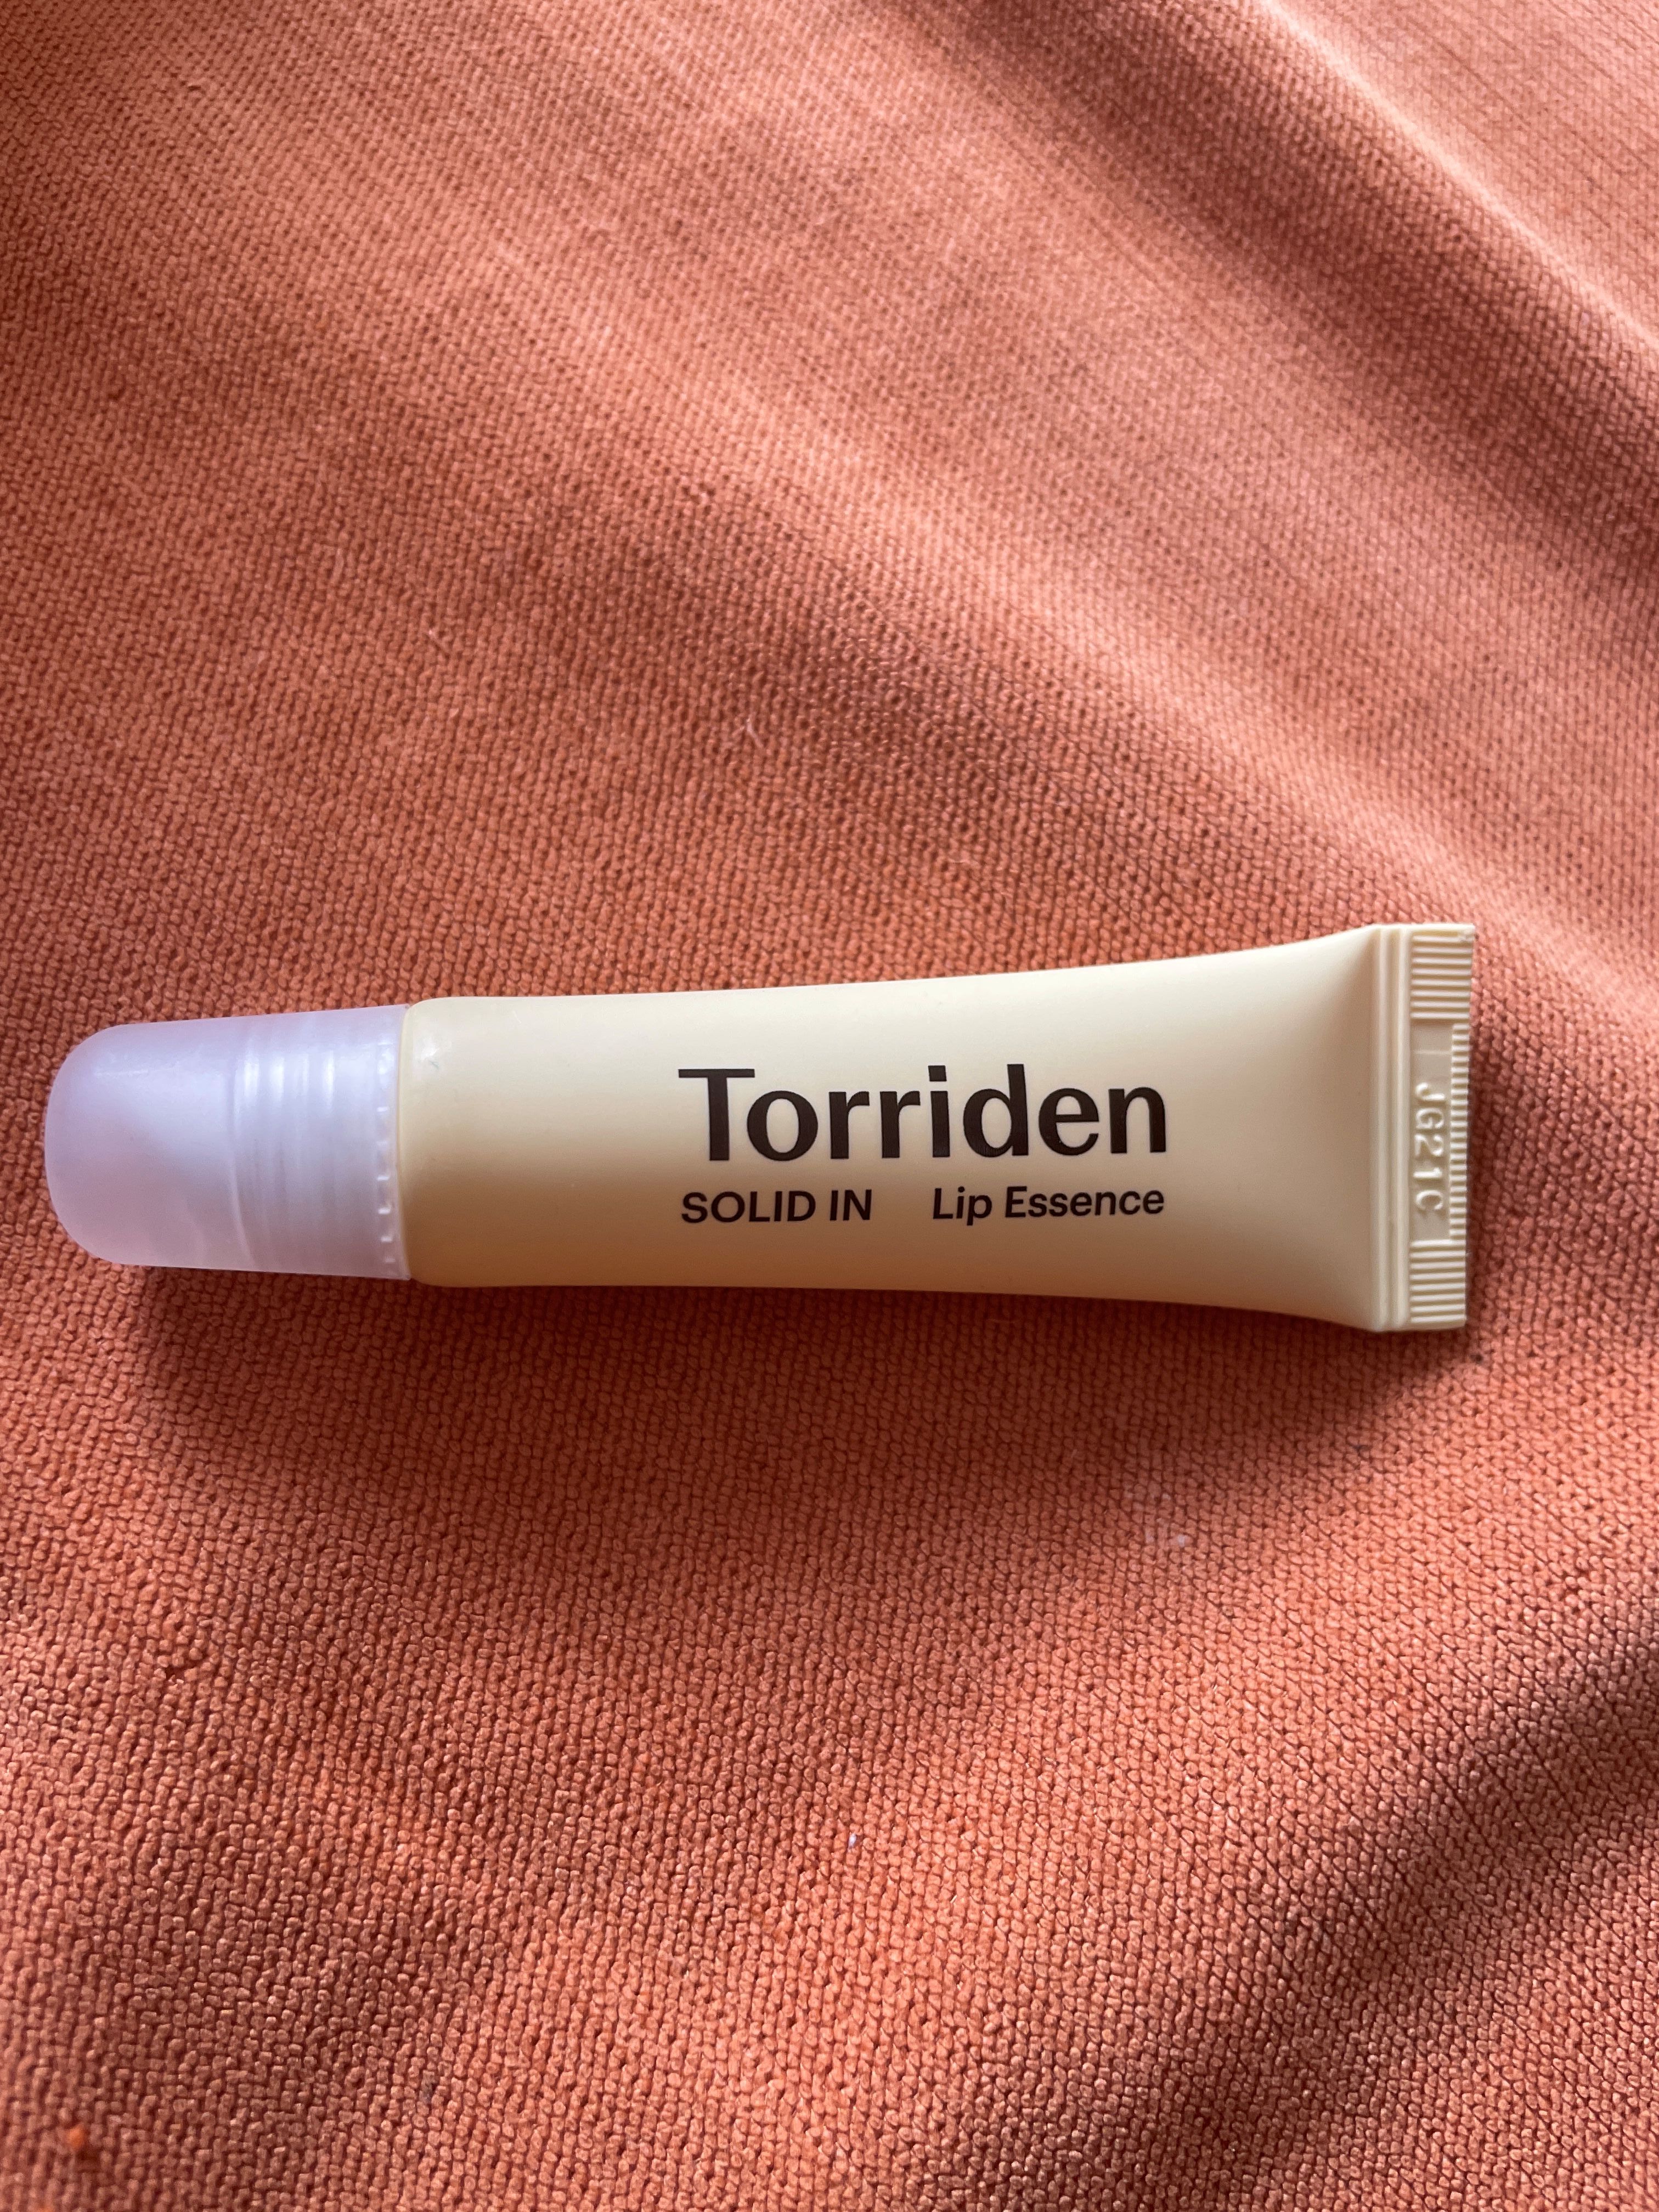 Torriden
SOLID IN Lip Essence
JG21C